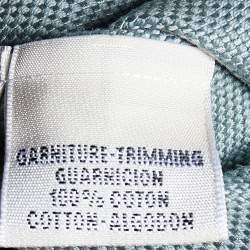 GARNITURE-TRIMMING
GUARNICION
100% COTON
COTTON-ALGODON